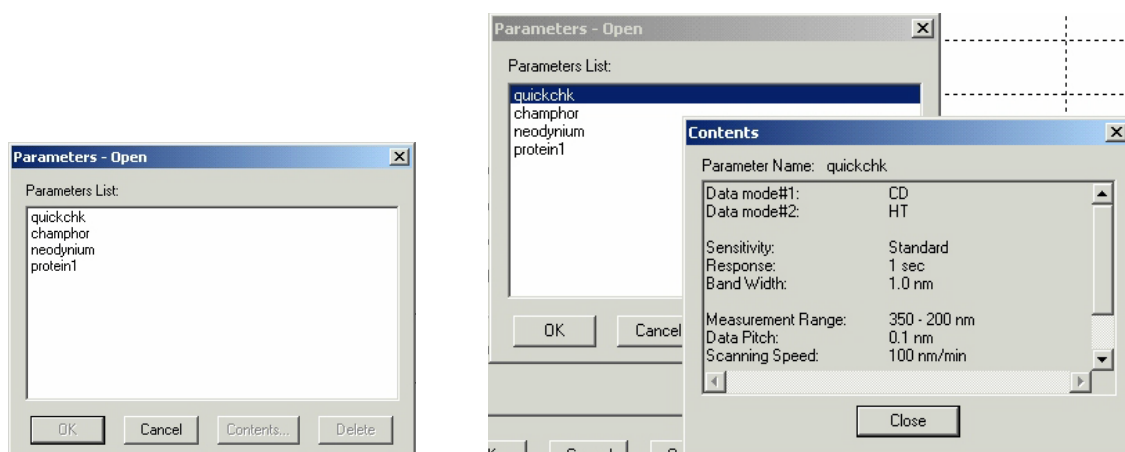 Parameters - Open
Parameters List:
quickchk
champhor
neodynium
protein1
OK Cancel Contents... Delete
Parameters - Open
Parameters List:
quickchk
champhor
neodynium
protein1
OK Cancel
Contents
Parameter Name: quickchk
Data mode#1: CD
Data mode#2: HT
Sensitivity: Standard
Response: 1 sec
Band Width: 1.0 nm
Measurement Range: 350 - 200 nm
Data Pitch: 0.1 nm
Scanning Speed: 100 nm/min
Close